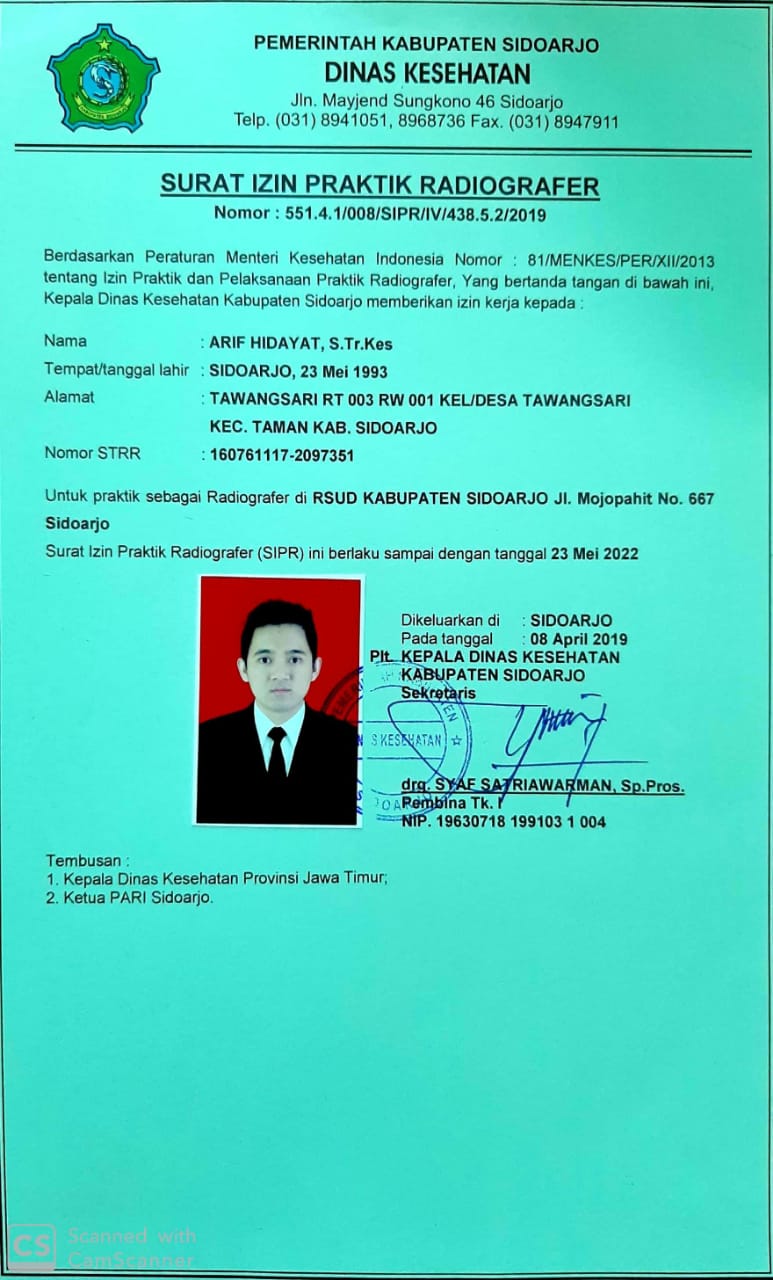 PEMERINTAH KABUPATEN SIDOARJO
DINAS KESEHATAN
Jln. Mayjend Sungkono 46 Sidoarjo
Telp. (031) 8941051, 8968736 Fax. (031) 8947911
SURAT IZIN PRAKTIK RADIOGRAFER
Nomor : 551.4.1/008/SIPR/IV/438.5.2/2019
Berdasarkan Peraturan Menteri Kesehatan Indonesia Nomor : 81/MENKES/PER/XII/2013
tentang Izin Praktik dan Pelaksanaan Praktik Radiografer, Yang bertanda tangan di bawah ini,
Kepala Dinas Kesehatan Kabupaten Sidoarjo memberikan izin kerja kepada :
Nama : ARIF HIDAYAT, S.Tr.Kes
Tempat/tanggal lahir : SIDOARJO, 23 Mei 1993
Alamat : TAWANGSARI RT 003 RW 001 KEL/DESA TAWANGSARI
KEC. TAMAN KAB. SIDOARJO
Nomor STRR : 160761117-2097351
Untuk praktik sebagai Radiografer di RSUD KABUPATEN SIDOARJO Jl. Mojopahit No. 667
Sidoarjo
Surat Izin Praktik Radiografer (SIPR) ini berlaku sampai dengan tanggal 23 Mei 2022
Dikeluarkan di : SIDOARJO
Pada tanggal : 08 April 2019
Plt. KEPALA DINAS KESEHATAN
KABUPATEN SIDOARJO
Sekretaris
S KESEHATAN
drg. SYAF SATRIAWARMAN, Sp.Pros.
Pembina Tk. I
NIP. 19630718 199103 1 004
Tembusan :
1. Kepala Dinas Kesehatan Provinsi Jawa Timur;
2. Ketua PARI Sidoarjo.
CS Scanned with
CamScanner